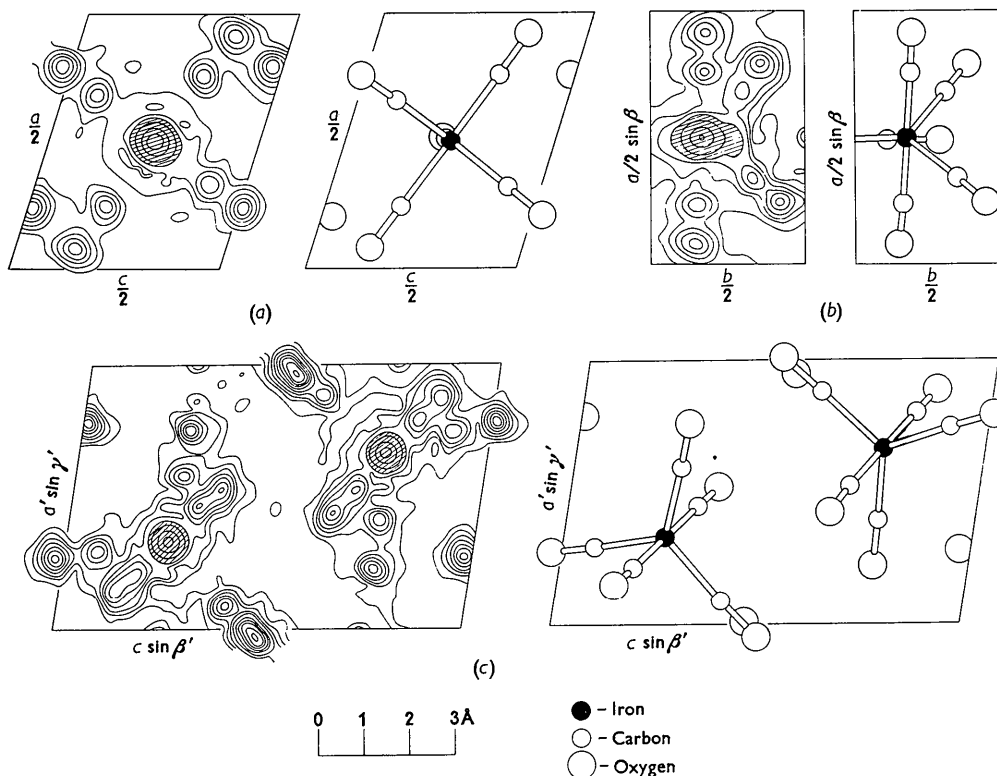 a/2
c/2
a/2
c/2
(a)
a/2 sin β
b/2
a/2 sin β
b/2
(b)
a' sin γ'
c sin β'
a' sin γ'
c sin β'
(c)
0 1 2 3 Å
– Iron
– Carbon
– Oxygen